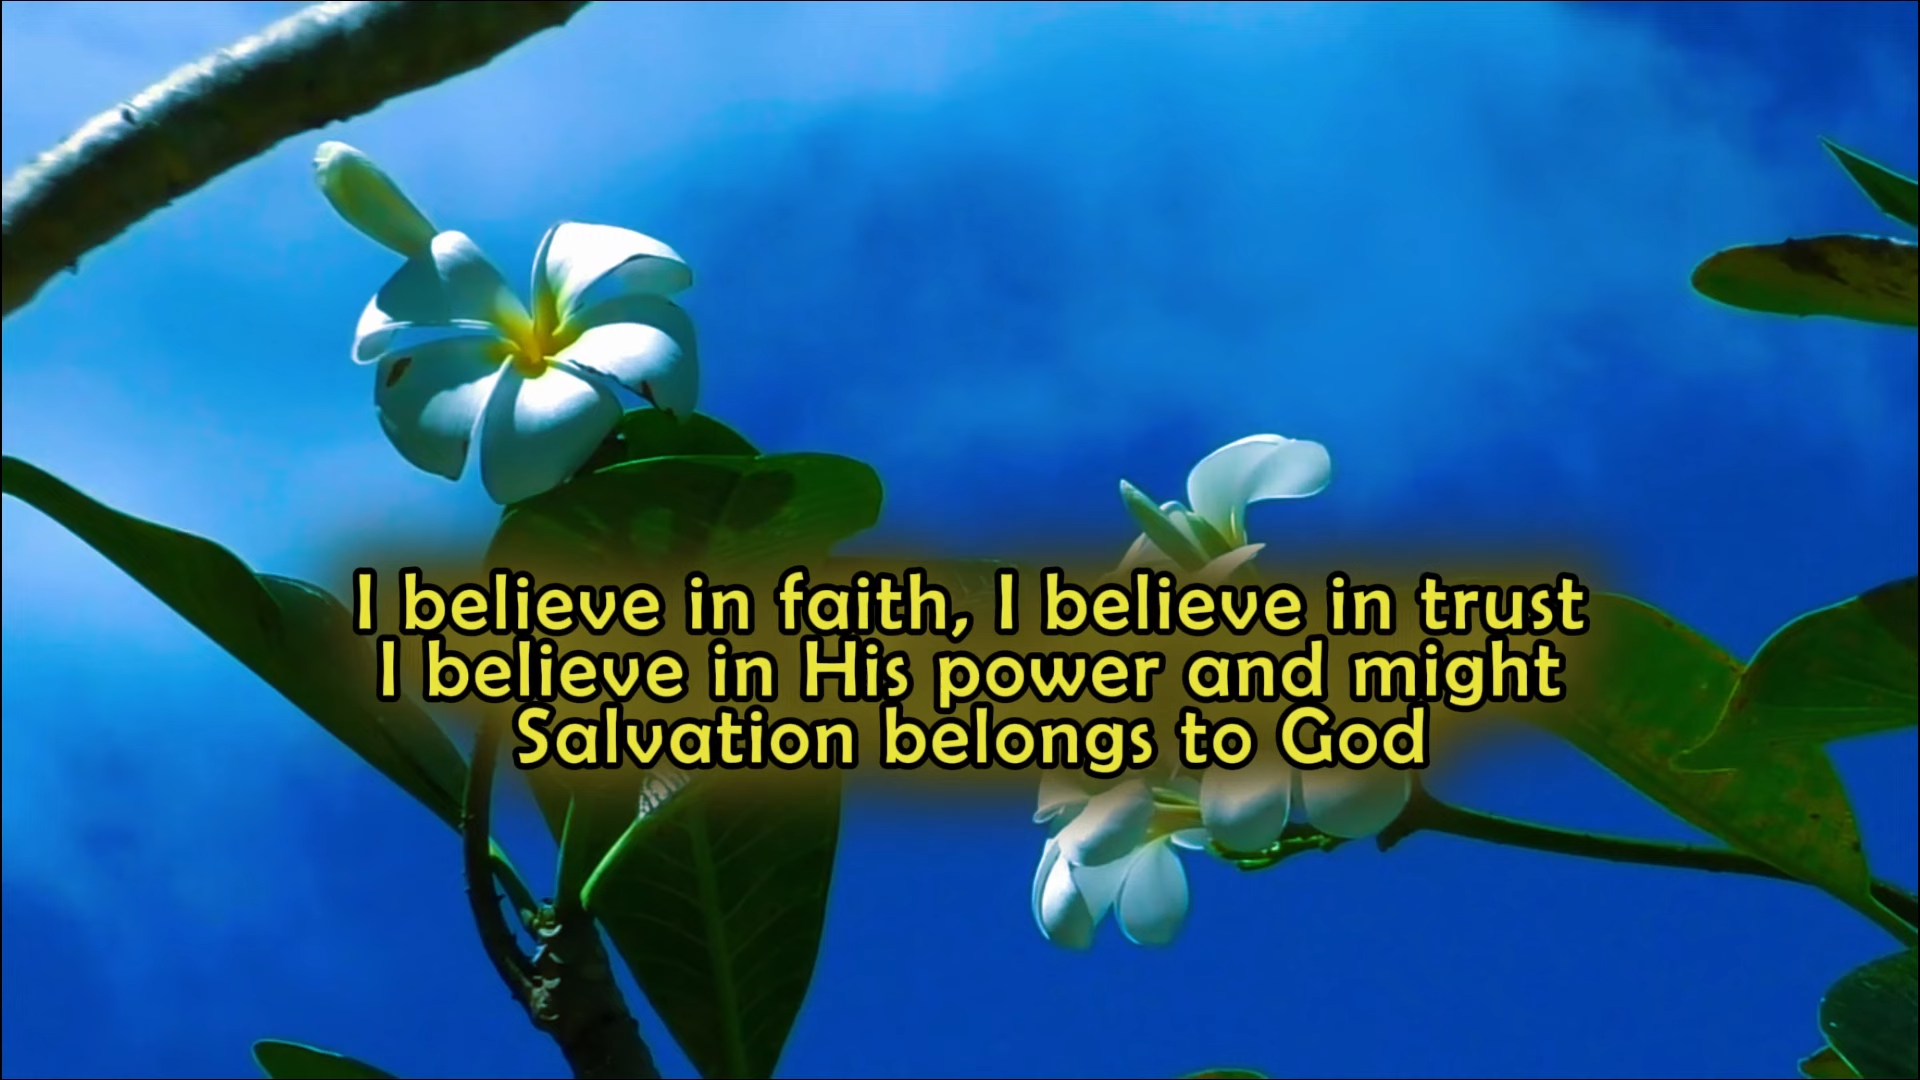 I believe in faith, I believe in trust
I believe in His power and might
Salvation belongs to God